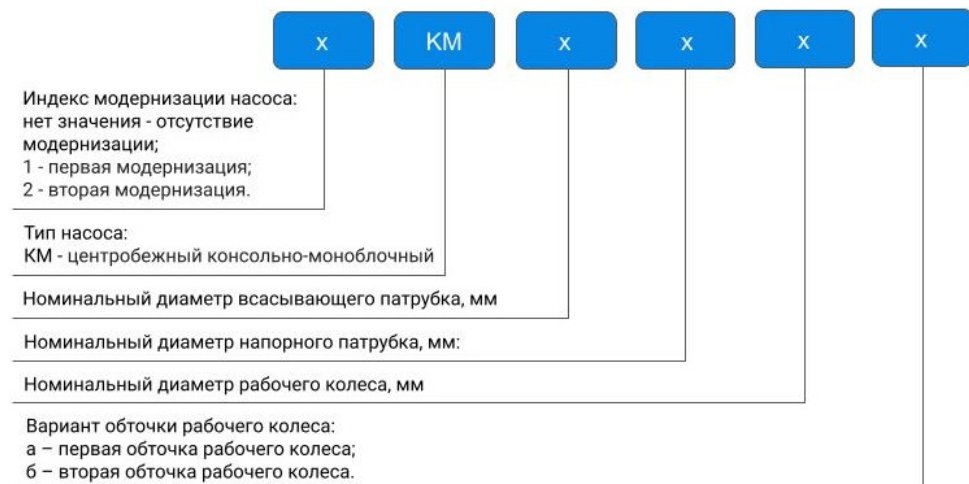 х КМ х х х х
Индекс модернизации насоса:
нет значения - отсутствие
модернизации;
1 - первая модернизация;
2 - вторая модернизация.
Тип насоса:
КМ - центробежный консольно-моноблочный
Номинальный диаметр всасывающего патрубка, мм
Номинальный диаметр напорного патрубка, мм:
Номинальный диаметр рабочего колеса, мм
Вариант обточки рабочего колеса:
а – первая обточка рабочего колеса;
б – вторая обточка рабочего колеса.